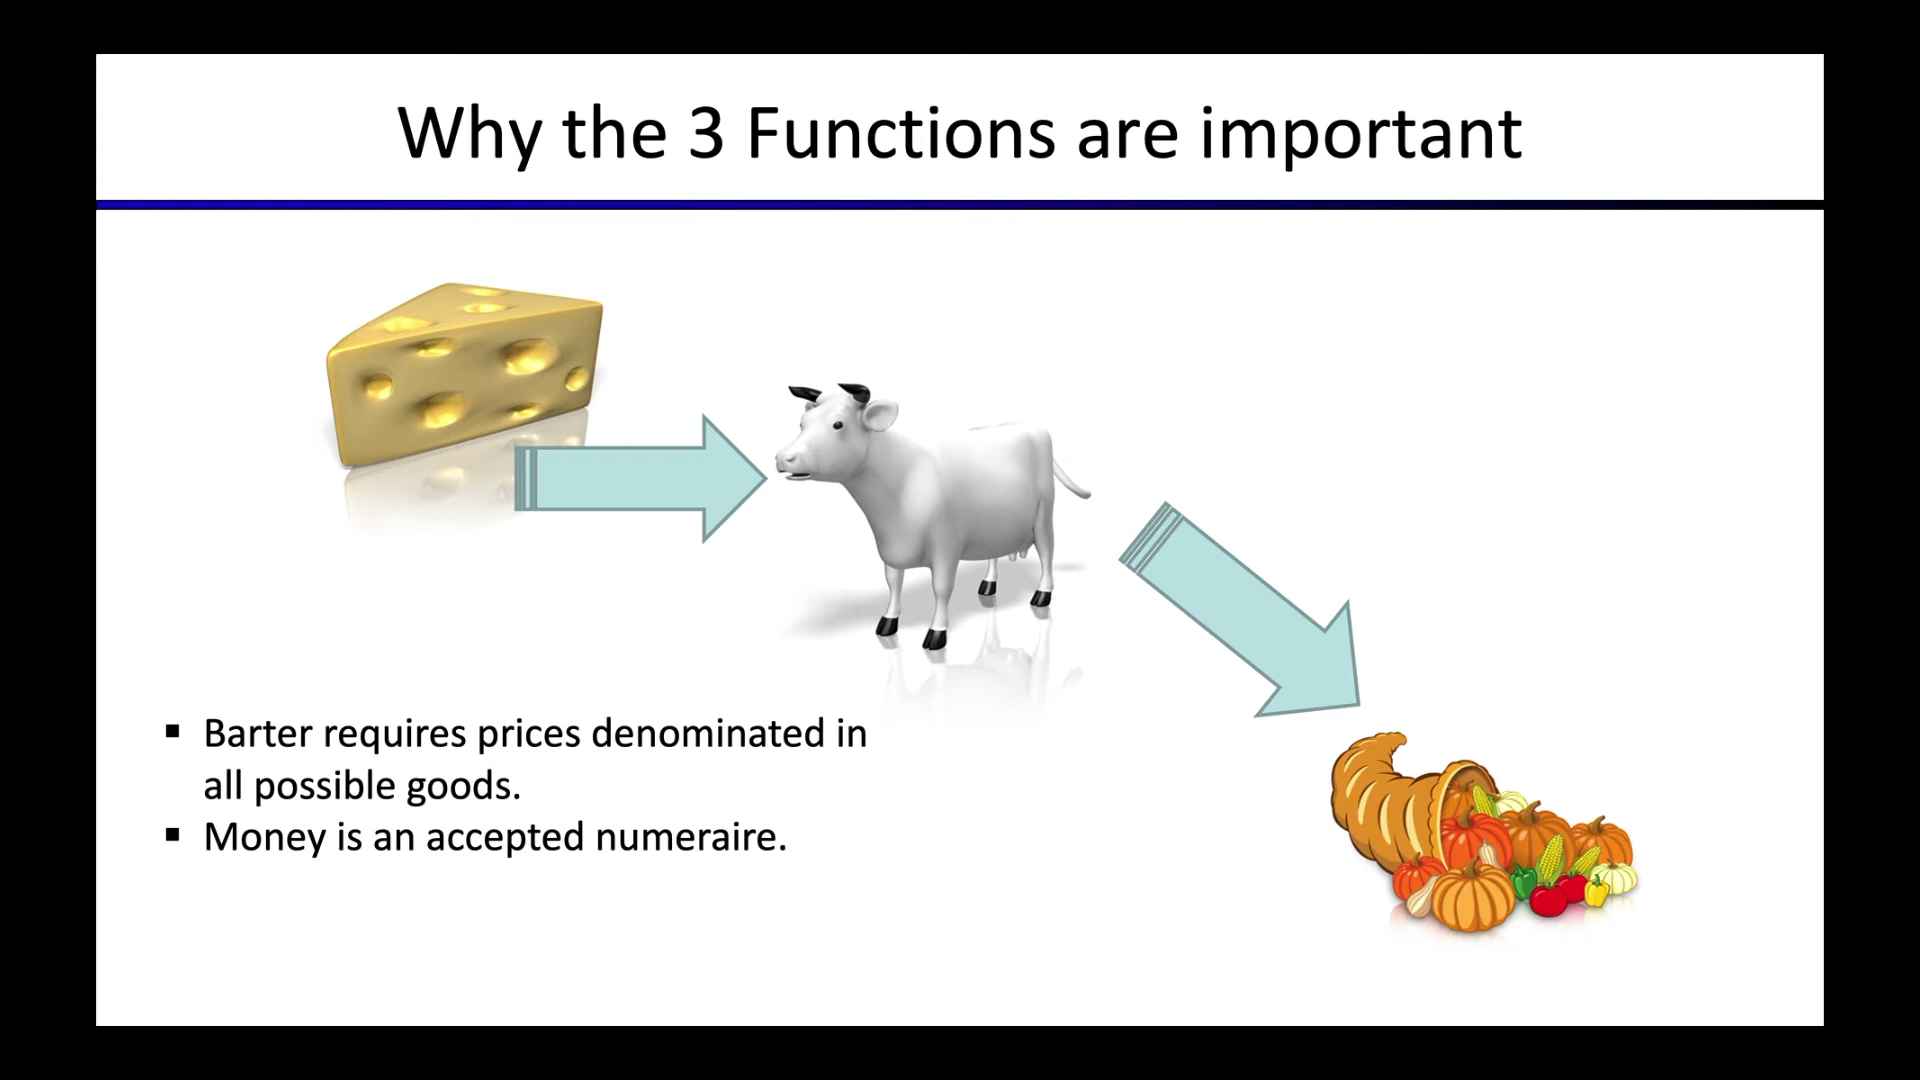 Why the 3 Functions are important
▪ Barter requires prices denominated in
all possible goods.
▪ Money is an accepted numeraire.